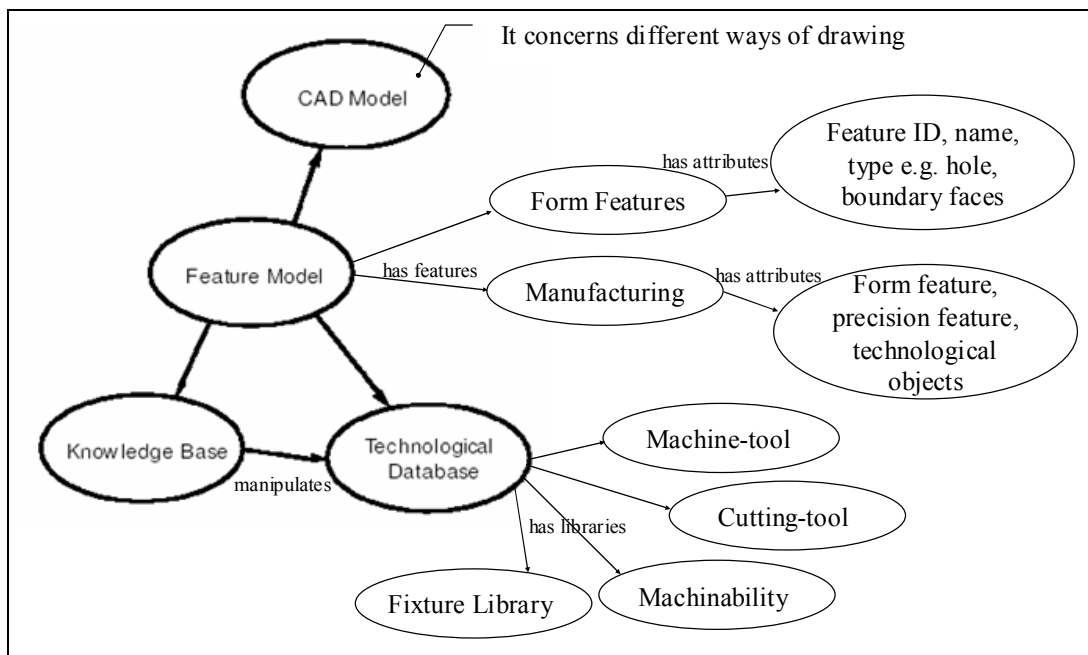 It concerns different ways of drawing
CAD Model
Feature ID, name,
type e.g. hole,
boundary faces
has attributes
Form Features
Feature Model
has features
Manufacturing
has attributes
Form feature,
precision feature,
technological
objects
Knowledge Base
manipulates
Technological
Database
Machine-tool
Cutting-tool
has libraries
Fixture Library
Machinability